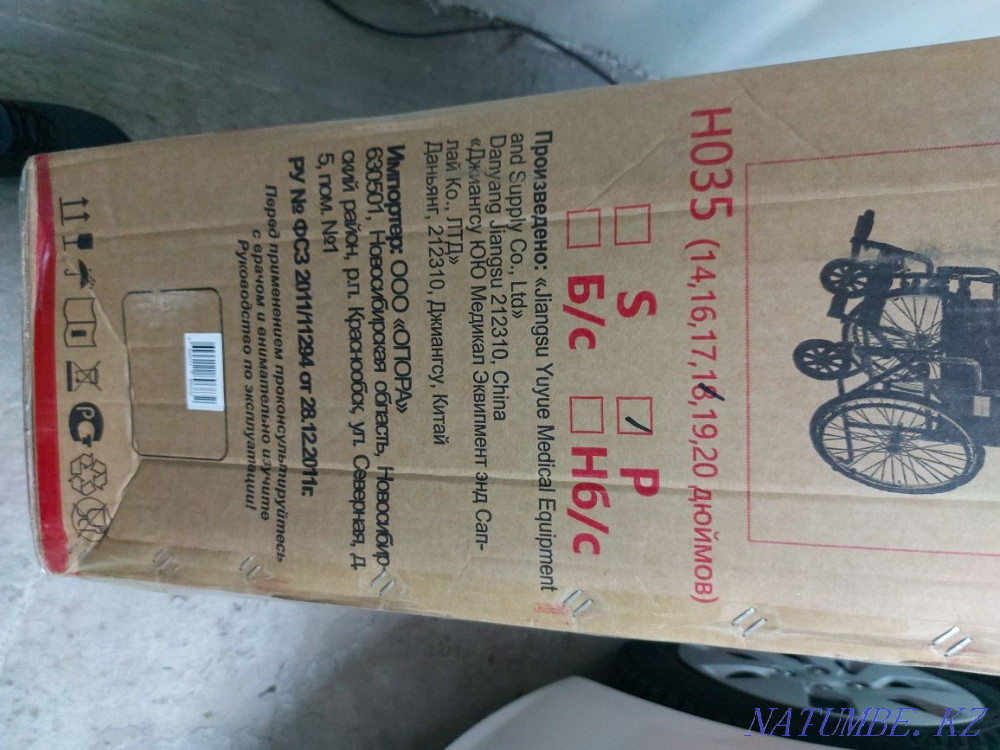 H035 (14,16,17,18,19,20 дюймов)
S P
Б/с Нб/с
Произведено: «Jiangsu Yuyue Medical Equipment
and Supply Co., Ltd»
Danyang Jiangsu 212310, China
«Джиангсу ЮЮ Медикал Эквипмент энд Сап-
лай Ко., ЛТД»
Даньянг, 212310, Джиангсу, Китай
Импортер: ООО «ОПОРА»
630501, Новосибирская область, Новосибир-
ский район, р.п. Краснообск, ул. Северная, д.
5, пом. №1
РУ № ФСЗ 2011/11294 от 28.12.2011г.
Перед применением проконсультируйтесь
с врачом и внимательно изучите
Руководство по эксплуатации!
РС
NATUMBE.KZ